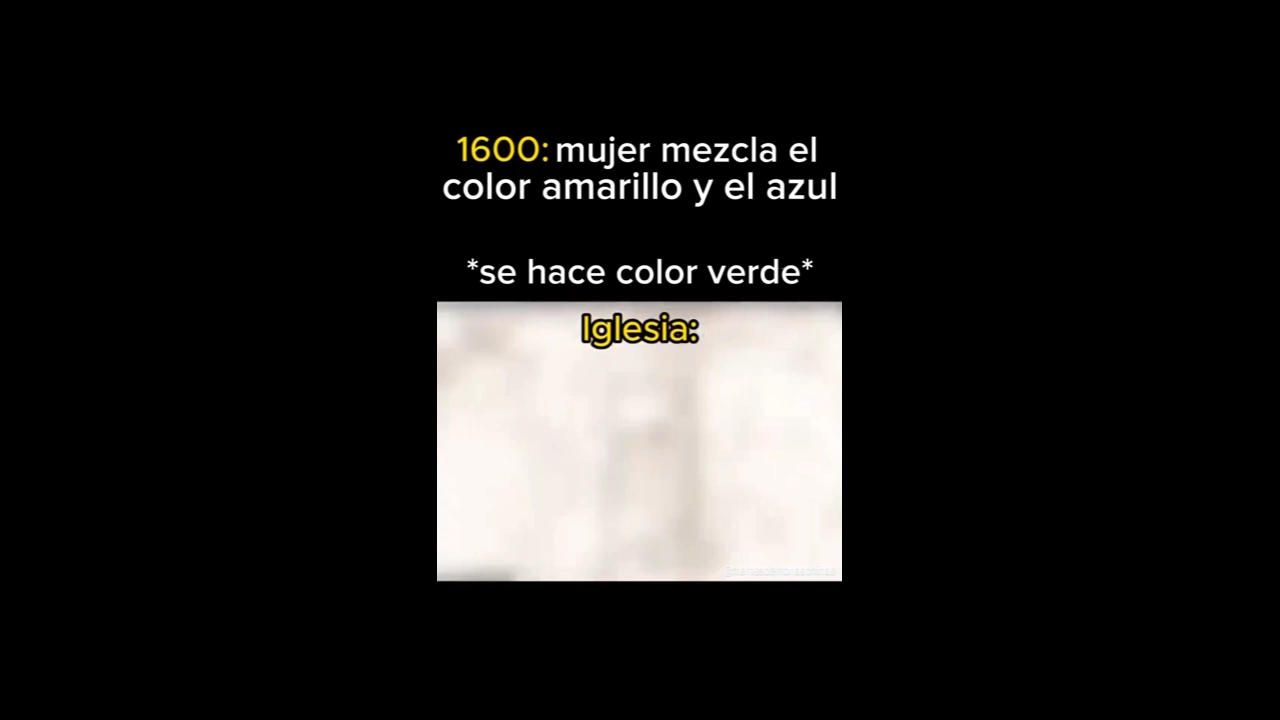 1600: mujer mezcla el
color amarillo y el azul
*se hace color verde*
Iglesia: